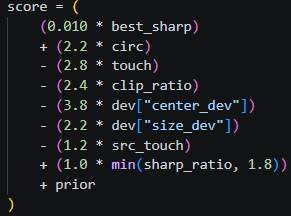 score = (
    (0.010 * best_sharp)
    + (2.2 * circ)
    - (2.8 * touch)
    - (2.4 * clip_ratio)
    - (3.8 * dev["center_dev"])
    - (2.2 * dev["size_dev"])
    - (1.2 * src_touch)
    + (1.0 * min(sharp_ratio, 1.8))
    + prior
)